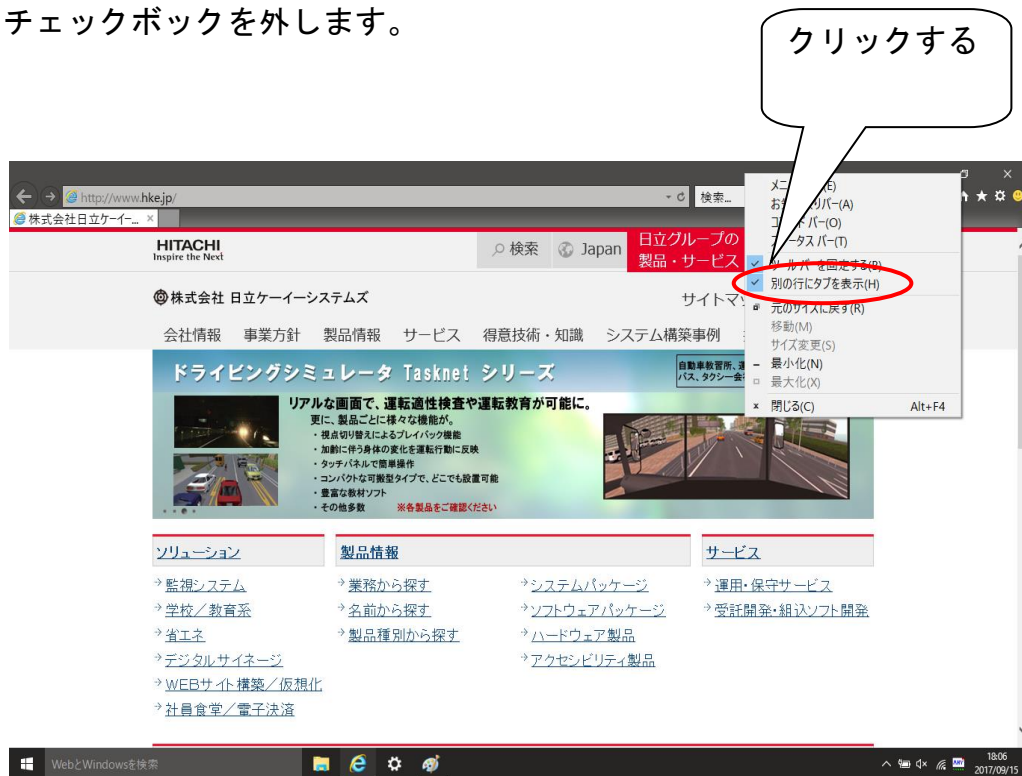 チェックボックを外します。
クリックする
http://www.hke.jp/
検索...
株式会社日立ケーイー...
メニュ
(E)
お
リバー(A)
バー(O)
タス バー(T)
ツールバーを固定する(B)
別の行にタブを表示(H)
元のサイズに戻す(R)
移動(M)
サイズ変更(S)
最小化(N)
最大化(X)
閉じる(C) Alt+F4
HITACHI
Inspire the Next
検索 Japan
日立グループの
製品・サービス
株式会社 日立ケーイーシステムズ
サイトマ
会社情報 事業方針 製品情報 サービス 得意技術・知識 システム構築事例
ドライビングシミュレータ Tasknet シリーズ
自動車教習所、運
バス、タクシー会
リアルな画面で、運転適性検査や運転教育が可能に。
更に、製品ごとに様々な機能が。
・視点切り替えによるプレイバック機能
・加齢に伴う身体の変化を運転行動に反映
・タッチパネルで簡単操作
・コンパクトな可搬型タイプで、どこでも設置可能
・豊富な教材ソフト
・その他多数 ※各製品をご確認ください
ソリューション 製品情報 サービス
監視システム 業務から探す システムパッケージ 運用・保守サービス
学校／教育系 名前から探す ソフトウェアパッケージ 受託開発・組込ソフト開発
省エネ 製品種別から探す ハードウェア製品
デジタルサイネージ アクセシビリティ製品
WEBサイト構築／仮想化
社員食堂／電子決済
WebとWindowsを検索
18:06
2017/09/15